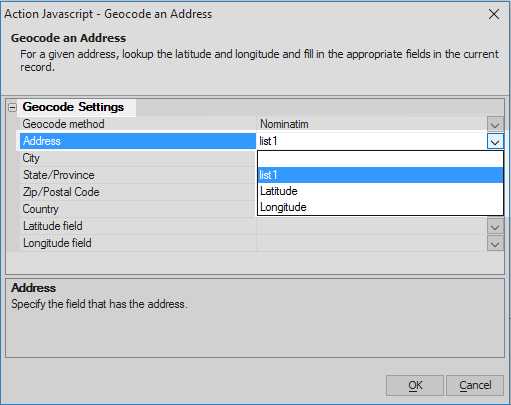 Action Javascript - Geocode an Address
Geocode an Address
For a given address, lookup the latitude and longitude and fill in the appropriate fields in the current
record.
Geocode Settings
Geocode method Nominatim
Address list1
City
State/Province list1
Zip/Postal Code Latitude
Country Longitude
Latitude field
Longitude field
Address
Specify the field that has the address.
OK Cancel